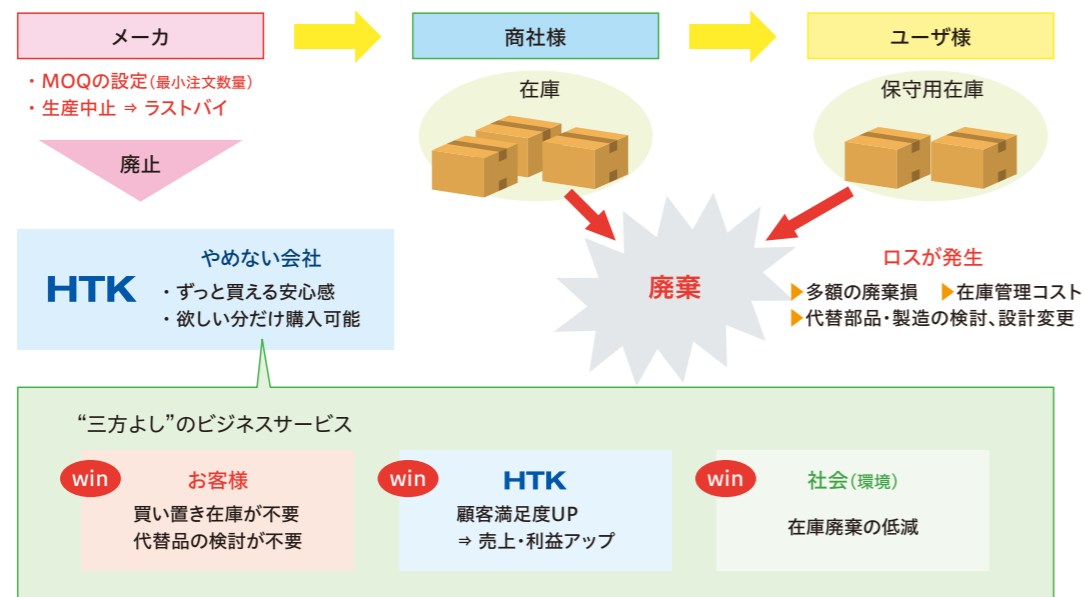 メーカ
商社様
ユーザ様
・MOQの設定(最小注文数量)
・生産中止 ⇒ ラストバイ
廃止
在庫
保守用在庫
HTK
やめない会社
・ずっと買える安心感
・欲しい分だけ購入可能
廃棄
ロスが発生
▶多額の廃棄損 ▶在庫管理コスト
▶代替部品・製造の検討、設計変更
“三方よし”のビジネスサービス
win
お客様
買い置き在庫が不要
代替品の検討が不要
win
HTK
顧客満足度UP
⇒ 売上・利益アップ
win
社会(環境)
在庫廃棄の低減